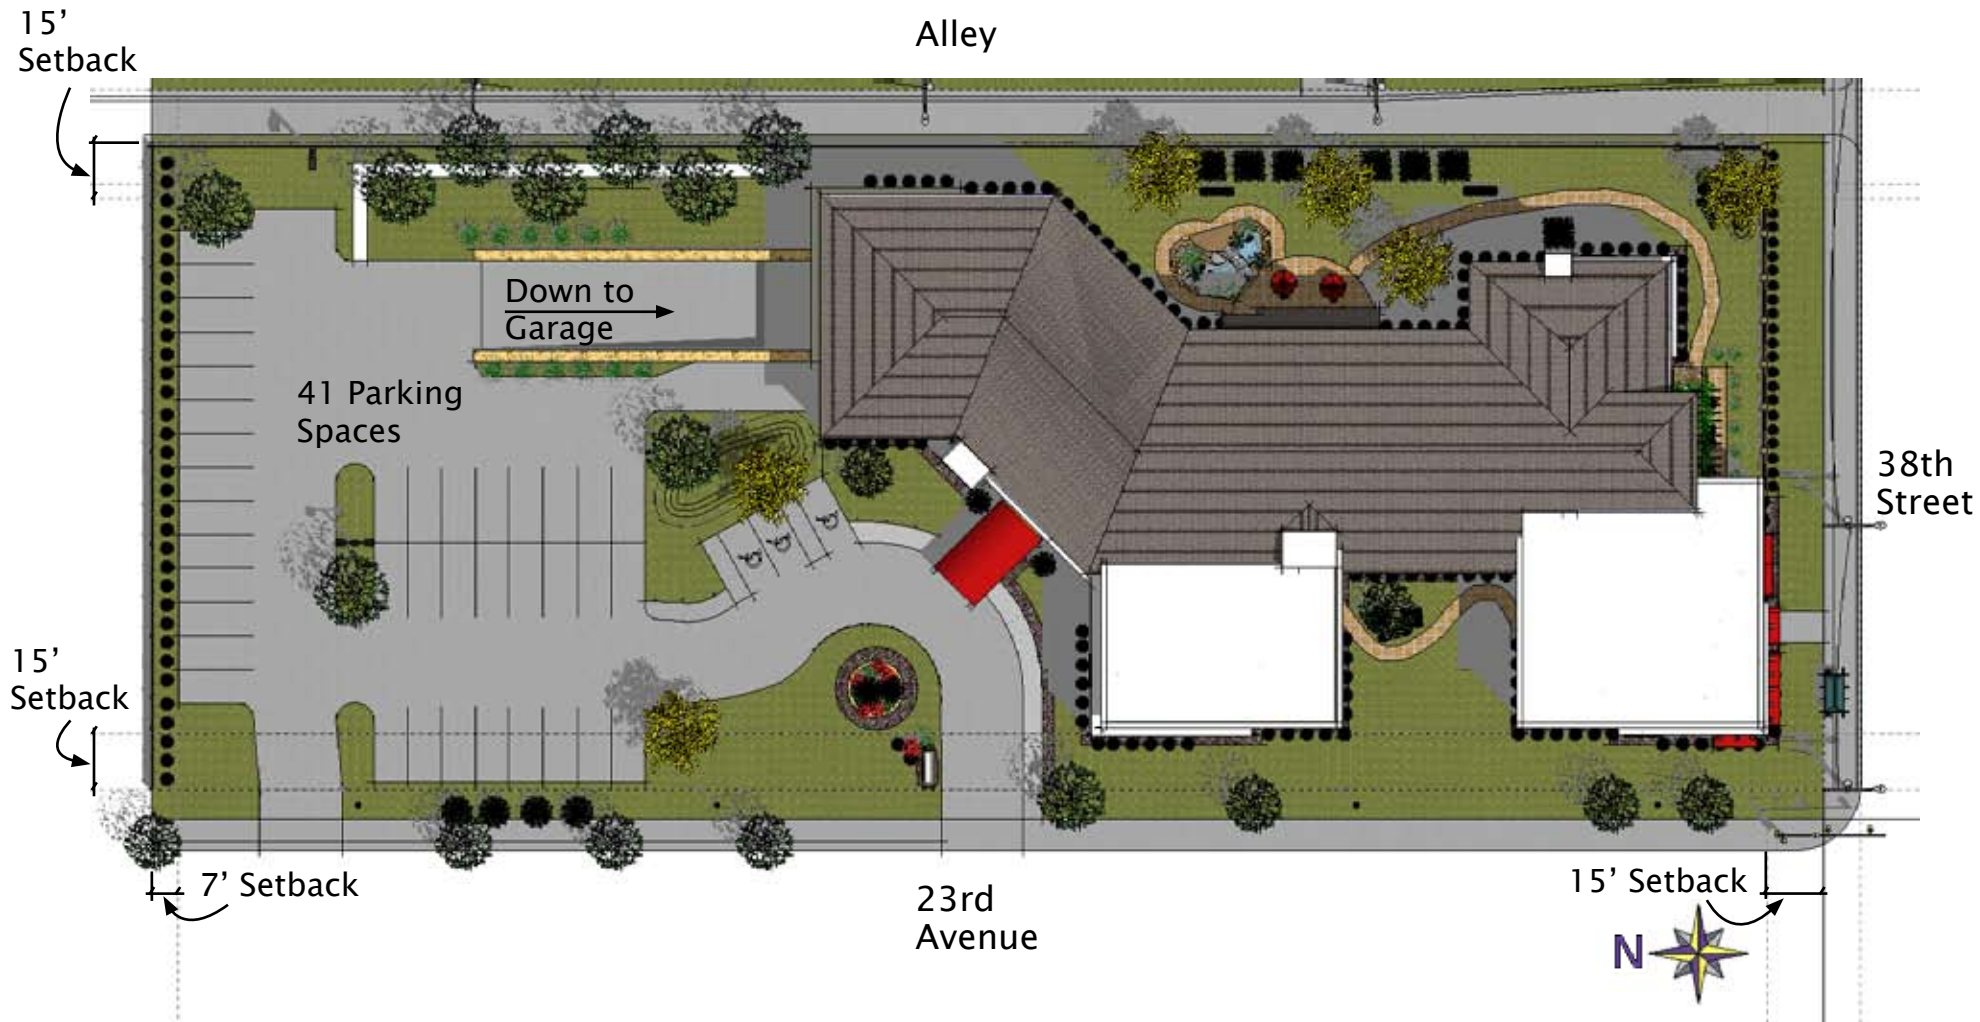 15’
Setback
Alley
Down to
Garage
41 Parking
Spaces
38th
Street
15’
Setback
7’ Setback
23rd
Avenue
15’ Setback
N